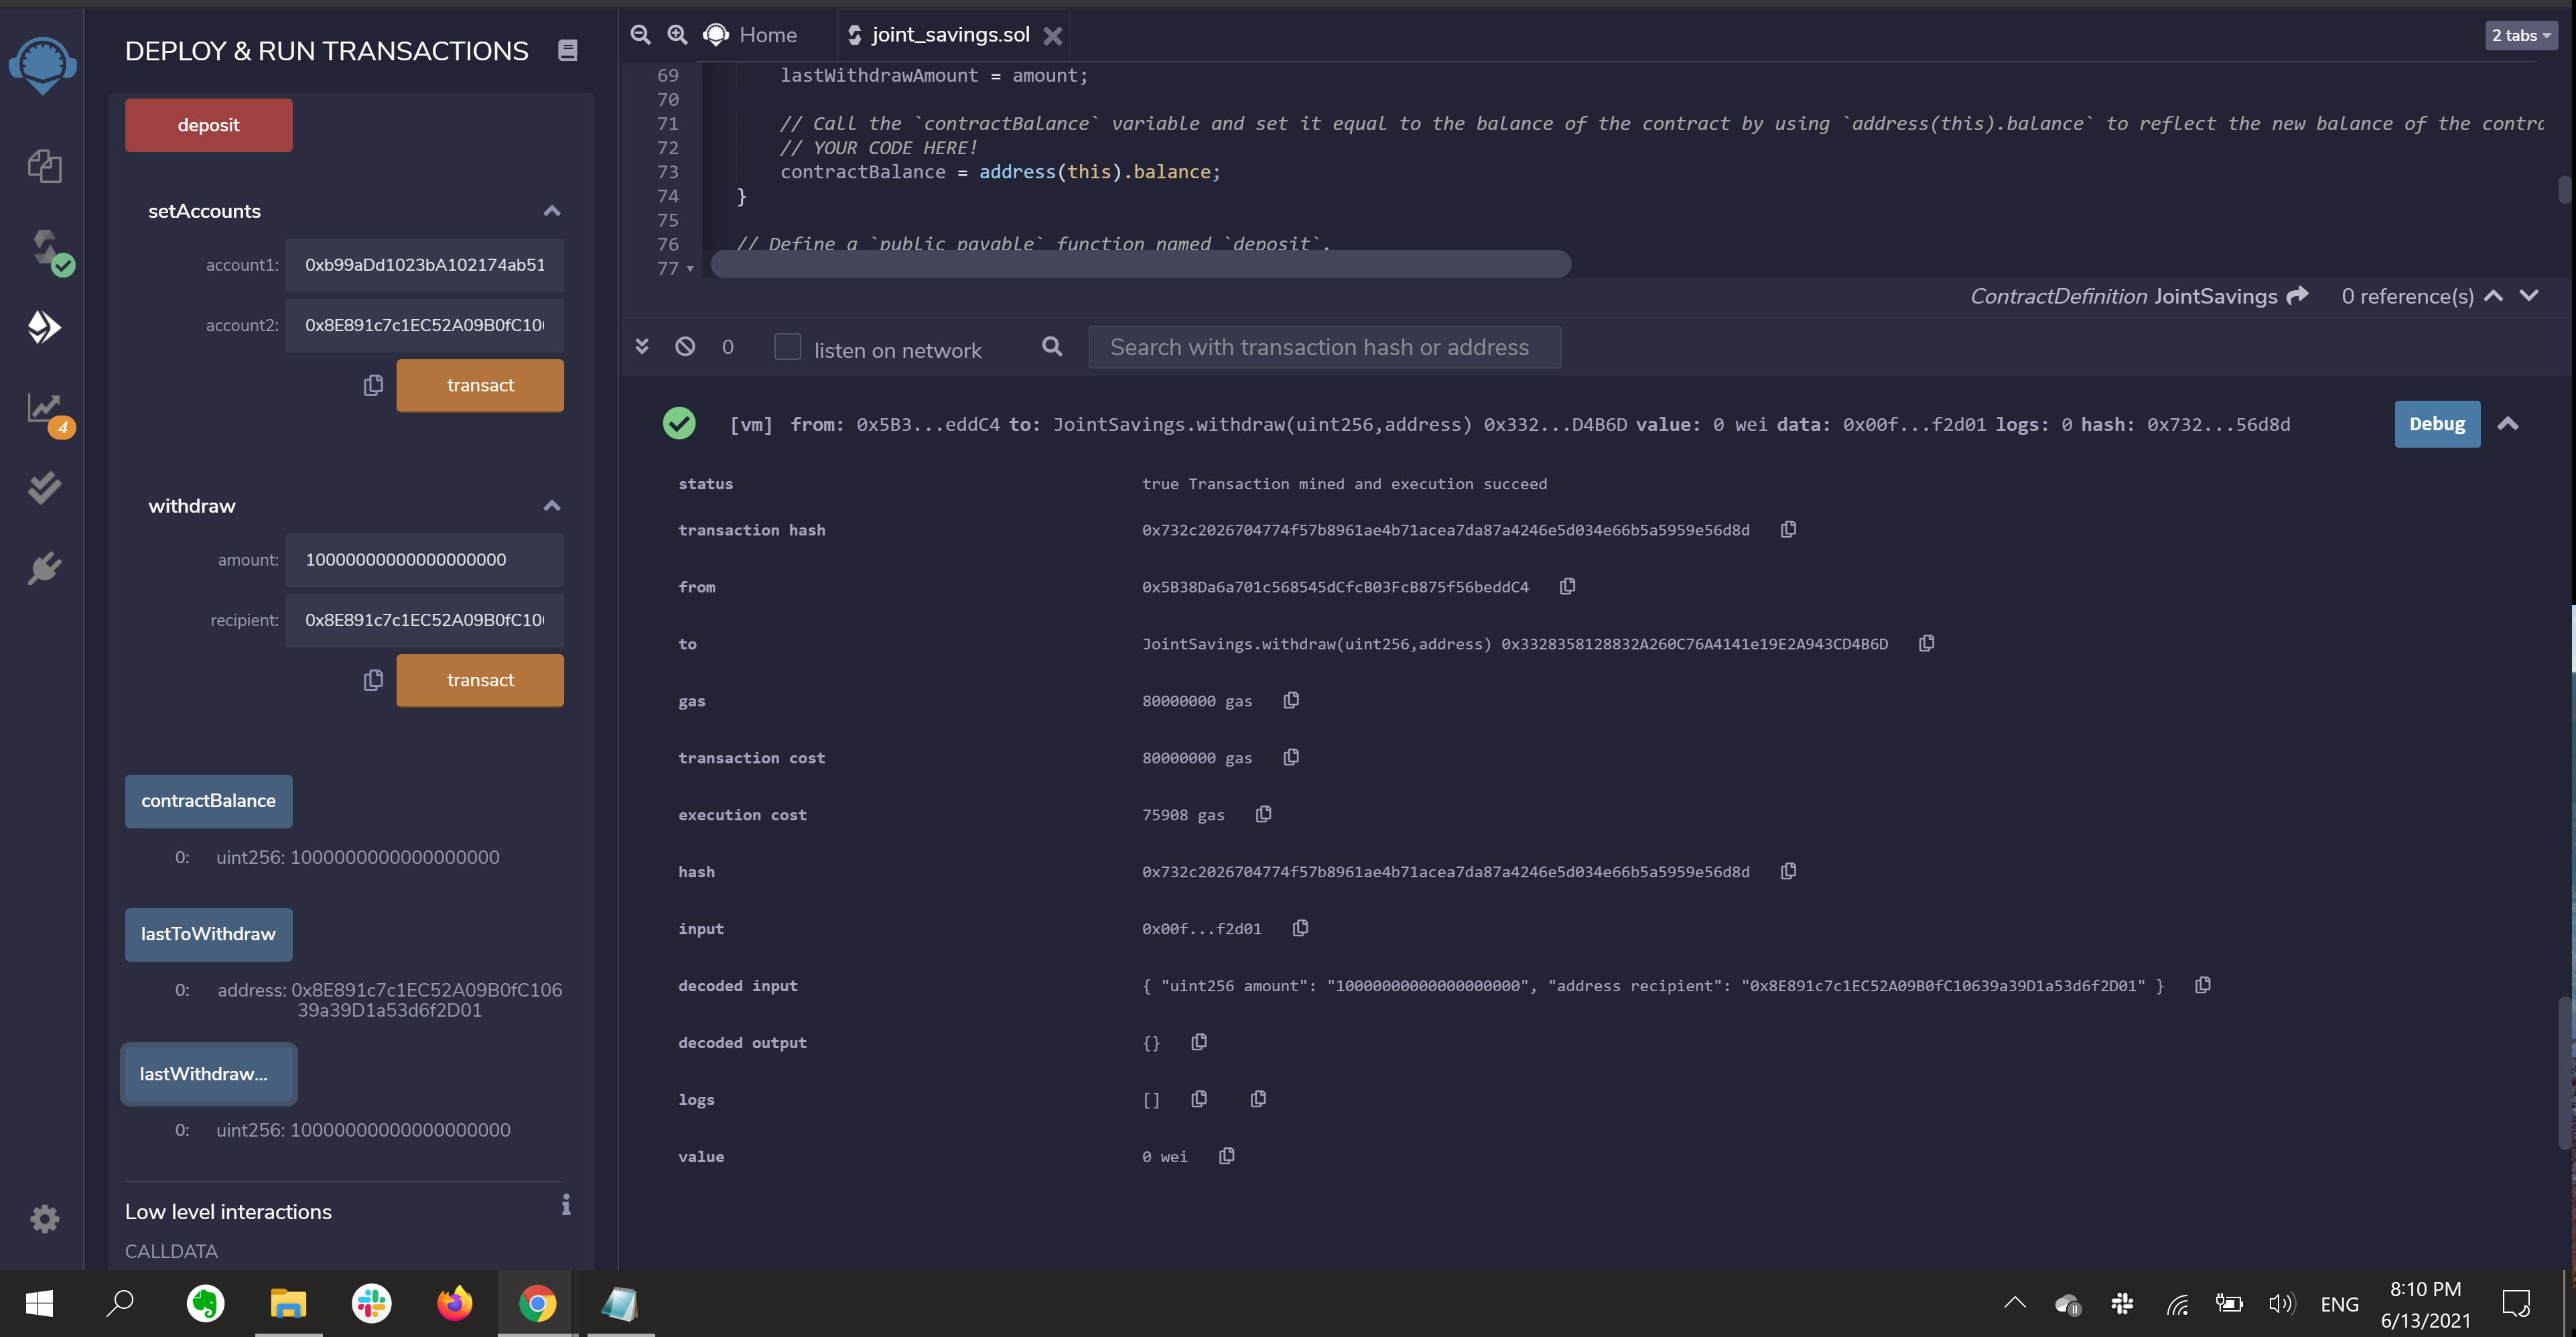 DEPLOY & RUN TRANSACTIONS
deposit
setAccounts
account1: 0xb99aDd1023bA102174ab51
account2: 0x8E891c7c1EC52A09B0fC10
transact
withdraw
amount: 10000000000000000000
recipient: 0x8E891c7c1EC52A09B0fC10
transact
contractBalance
0: uint256: 1000000000000000000
lastToWithdraw
0: address: 0x8E891c7c1EC52A09B0fC106
39a39D1a53d6f2D01
lastWithdraw...
0: uint256: 10000000000000000000
Low level interactions
CALLDATA
4
Home
joint_savings.sol
2 tabs
69 lastWithdrawAmount = amount;
70
71 // Call the `contractBalance` variable and set it equal to the balance of the contract by using `address(this).balance` to reflect the new balance of the contrc
72 // YOUR CODE HERE!
73 contractBalance = address(this).balance;
74 }
75
76 // Define a `public payable` function named `deposit`.
77
ContractDefinition JointSavings 0 reference(s)
0 listen on network Search with transaction hash or address
[vm] from: 0x5B3...eddC4 to: JointSavings.withdraw(uint256,address) 0x332...D4B6D value: 0 wei data: 0x00f...f2d01 logs: 0 hash: 0x732...56d8d Debug
status true Transaction mined and execution succeed
transaction hash 0x732c2026704774f57b8961ae4b71acea7da87a4246e5d034e66b5a5959e56d8d
from 0x5B38Da6a701c568545dCfcB03FcB875f56beddC4
to JointSavings.withdraw(uint256,address) 0x3328358128832A260C76A4141e19E2A943CD4B6D
gas 80000000 gas
transaction cost 80000000 gas
execution cost 75908 gas
hash 0x732c2026704774f57b8961ae4b71acea7da87a4246e5d034e66b5a5959e56d8d
input 0x00f...f2d01
decoded input { "uint256 amount": "10000000000000000000", "address recipient": "0x8E891c7c1EC52A09B0fC10639a39D1a53d6f2D01" }
decoded output {}
logs []
value 0 wei
ENG
8:10 PM
6/13/2021